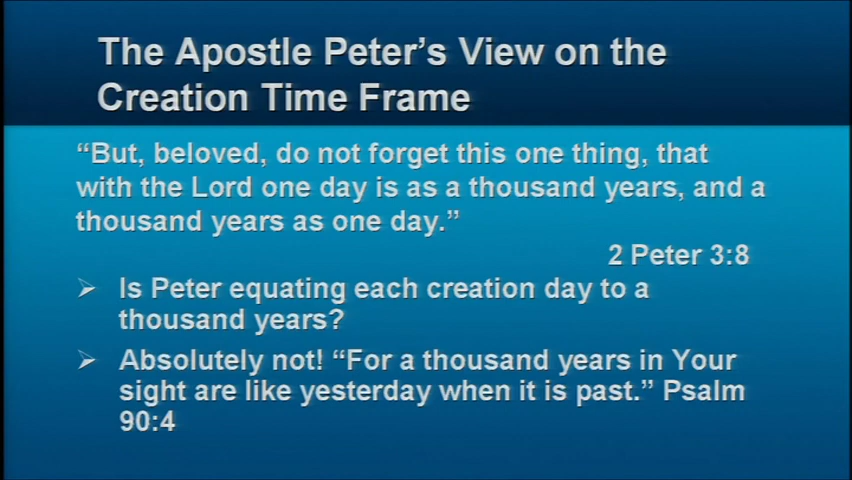 The Apostle Peter’s View on the
Creation Time Frame
“But, beloved, do not forget this one thing, that
with the Lord one day is as a thousand years, and a
thousand years as one day.”
2 Peter 3:8
Is Peter equating each creation day to a
thousand years?
Absolutely not! “For a thousand years in Your
sight are like yesterday when it is past.” Psalm
90:4